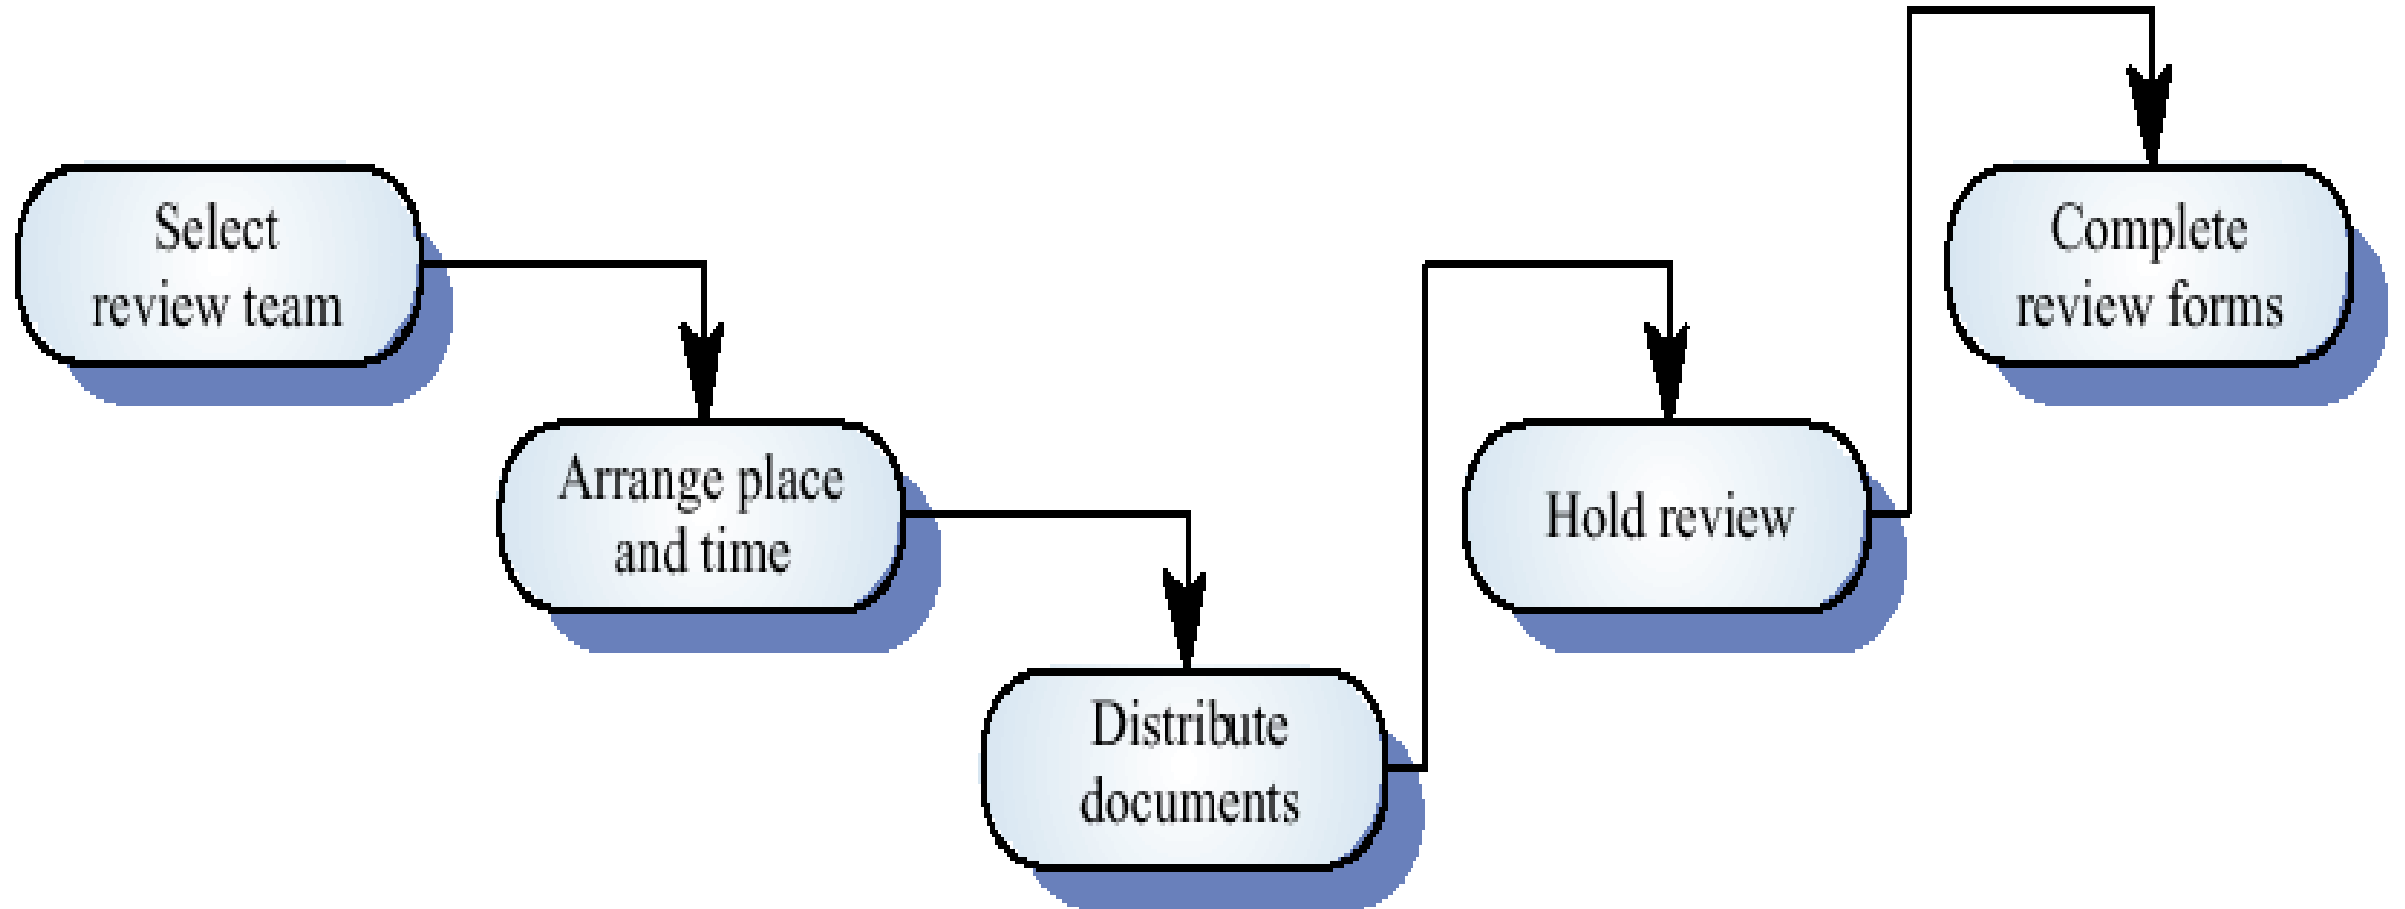 Select
review team
Arrange place
and time
Distribute
documents
Hold review
Complete
review forms